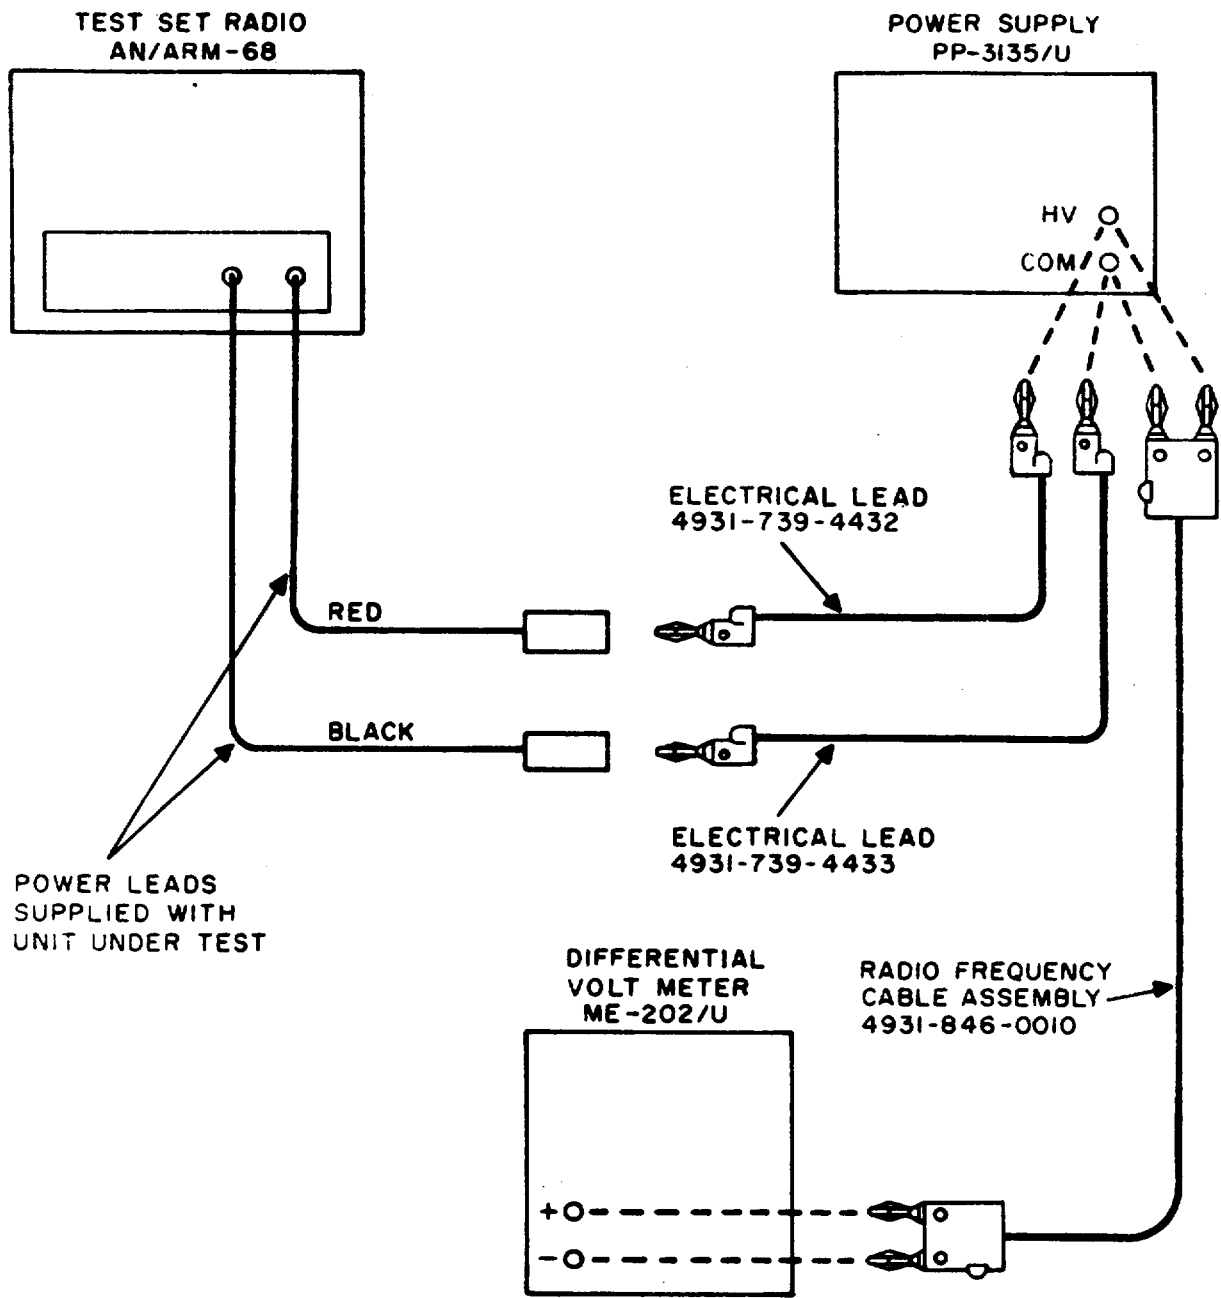 TEST SET RADIO
AN/ARM-68
POWER SUPPLY
PP-3135/U
HV
COM
ELECTRICAL LEAD
4931-739-4432
RED
BLACK
ELECTRICAL LEAD
4931-739-4433
POWER LEADS
SUPPLIED WITH
UNIT UNDER TEST
DIFFERENTIAL
VOLT METER
ME-202/U
RADIO FREQUENCY
CABLE ASSEMBLY
4931-846-0010
+
-